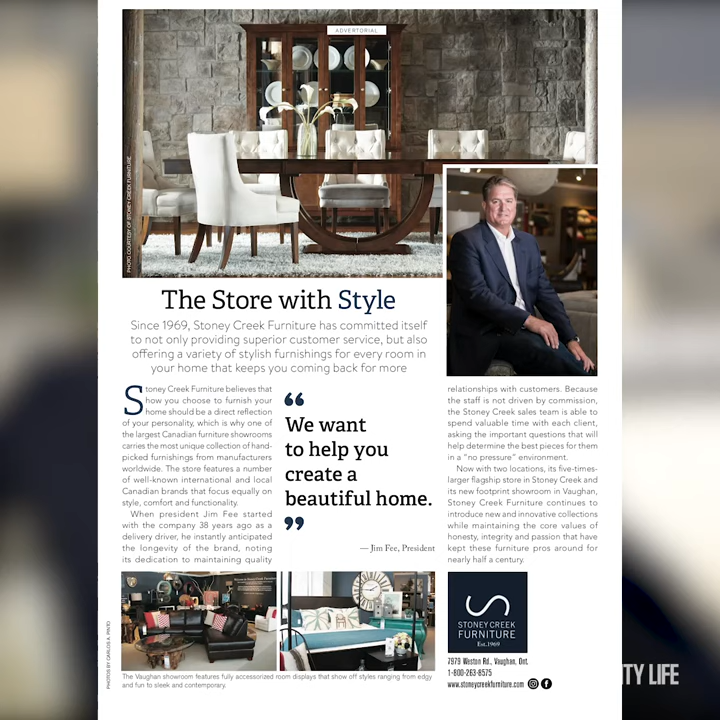 ADVERTORIAL
PHOTO COURTESY OF STONEY CREEK FURNITURE
The Store with Style
Since 1969, Stoney Creek Furniture has committed itself
to not only providing superior customer service, but also
offering a variety of stylish furnishings for every room in
your home that keeps you coming back for more
Stoney Creek Furniture believes that
how you choose to furnish your
home should be a direct reflection
of your personality, which is why one of
the largest Canadian furniture showrooms
carries the most unique collection of hand-
picked furnishings from manufacturers
worldwide. The store features a number
of well-known international and local
Canadian brands that focus equally on
style, comfort and functionality.
When president Jim Fee started
with the company 38 years ago as a
delivery driver, he instantly anticipated
the longevity of the brand, noting
its dedication to maintaining quality
“
We want
to help you
create a
beautiful home.
”
— Jim Fee, President
relationships with customers. Because
the staff is not driven by commission,
the Stoney Creek sales team is able to
spend valuable time with each client,
asking the important questions that will
help determine the best pieces for them
in a “no pressure” environment.
Now with two locations, its five-times-
larger flagship store in Stoney Creek and
its new footprint showroom in Vaughan,
Stoney Creek Furniture continues to
introduce new and innovative collections
while maintaining the core values of
honesty, integrity and passion that have
kept these furniture pros around for
nearly half a century.
PHOTOS BY CARLOS A. PINTO
The Vaughan showroom features fully accessorized room displays that show off styles ranging from edgy
and fun to sleek and contemporary.
STONEY CREEK
FURNITURE
Est. 1969
7979 Weston Rd., Vaughan, Ont.
1-800-263-8575
www.stoneycreekfurniture.com
ITY LIFE